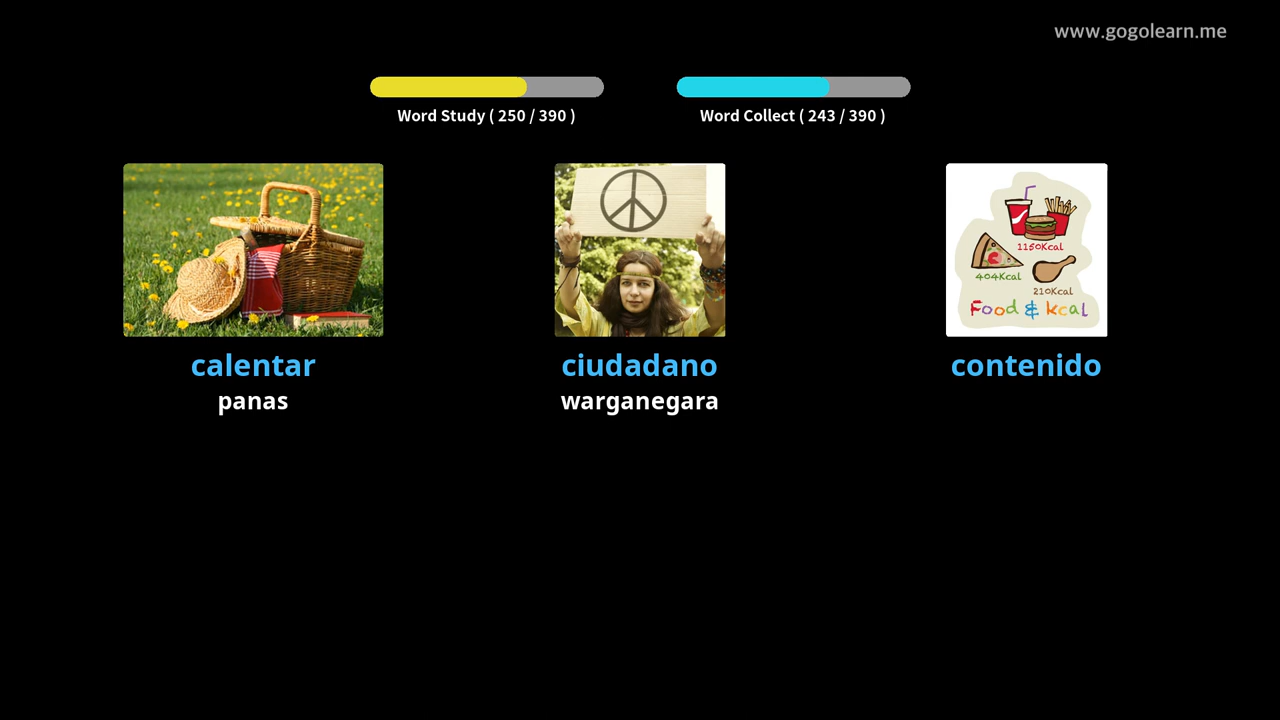 www.gogolearn.me
Word Study ( 250 / 390 )
Word Collect ( 243 / 390 )
1150Kcal
404Kcal
210Kcal
Food & kcal
calentar
ciudadano
contenido
panas
warganegara